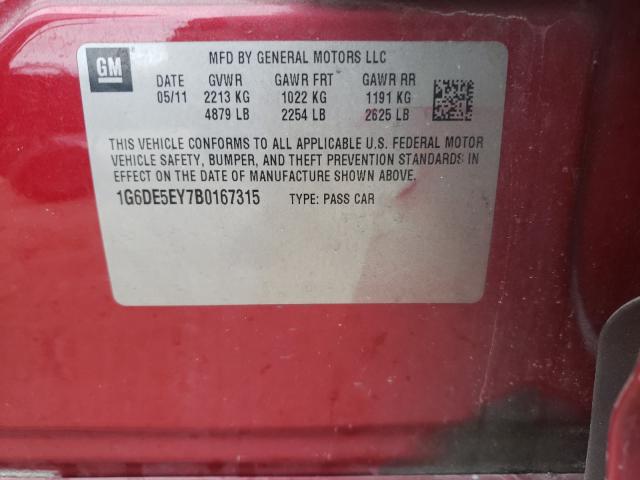 GM
MFD BY GENERAL MOTORS LLC
DATE GVWR GAWR FRT GAWR RR
05/11 2213 KG 1022 KG 1191 KG
4879 LB 2254 LB 2625 LB
THIS VEHICLE CONFORMS TO ALL APPLICABLE U.S. FEDERAL MOTOR
VEHICLE SAFETY, BUMPER, AND THEFT PREVENTION STANDARDS IN
EFFECT ON THE DATE OF MANUFACTURE SHOWN ABOVE.
1G6DE5EY7B0167315 TYPE: PASS CAR